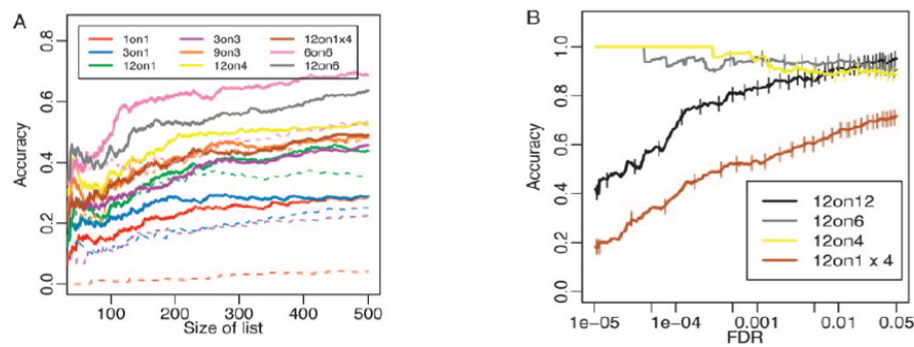 A
1on1 3on3 12on1x4
3on1 9on3 6on6
12on1 12on4 12on6
Accuracy
0.0 0.2 0.4 0.6 0.8
100 200 300 400 500
Size of list
B
12on12
12on6
12on4
12on1 x 4
Accuracy
0.0 0.2 0.4 0.6 0.8 1.0
1e-05 1e-04 0.001 0.01 0.05
FDR